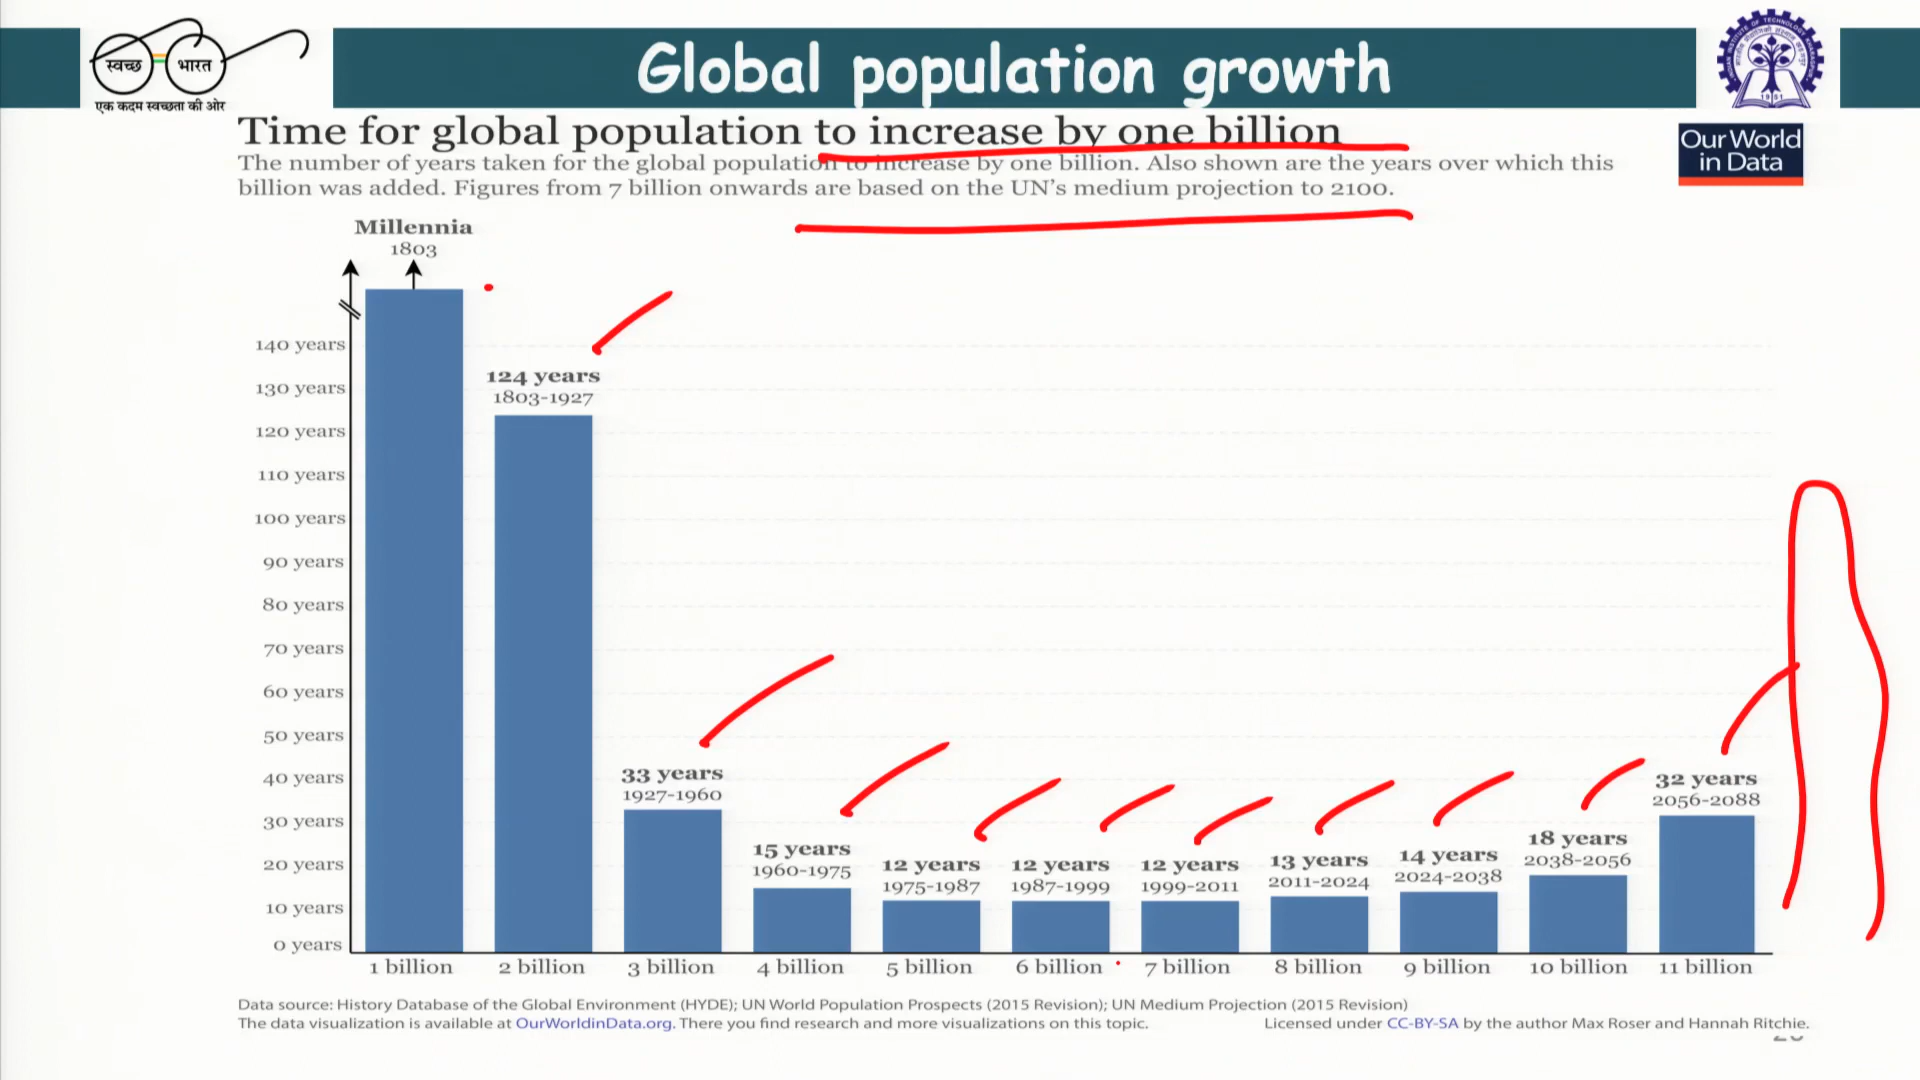 Global population growth
स्वच्छ भारत
एक कदम स्वच्छता की ओर
Time for global population to increase by one billion
Our World
in Data
The number of years taken for the global population to increase by one billion. Also shown are the years over which this
billion was added. Figures from 7 billion onwards are based on the UN's medium projection to 2100.
Millennia
1803
140 years
130 years
120 years
110 years
100 years
90 years
80 years
70 years
60 years
50 years
40 years
30 years
20 years
10 years
0 years
124 years
1803-1927
33 years
1927-1960
15 years
1960-1975
12 years
1975-1987
12 years
1987-1999
12 years
1999-2011
13 years
2011-2024
14 years
2024-2038
18 years
2038-2056
32 years
2056-2088
1 billion 2 billion 3 billion 4 billion 5 billion 6 billion 7 billion 8 billion 9 billion 10 billion 11 billion
Data source: History Database of the Global Environment (HYDE); UN World Population Prospects (2015 Revision); UN Medium Projection (2015 Revision)
The data visualization is available at OurWorldinData.org. There you find research and more visualizations on this topic.
Licensed under CC-BY-SA by the author Max Roser and Hannah Ritchie.